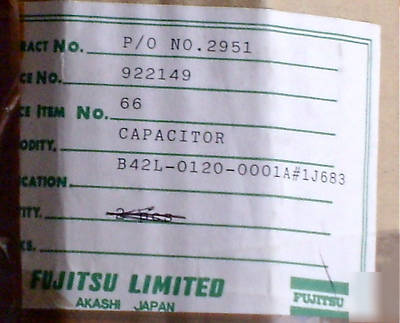 RACT No. P/O NO.2951
CE No. 922149
CE ITEM No. 66
ODITY, CAPACITOR
B42L-0120-0001A#1J683
ICATION,
TITY.
KS.
FUJITSU LIMITED
AKASHI JAPAN
FUJITSU